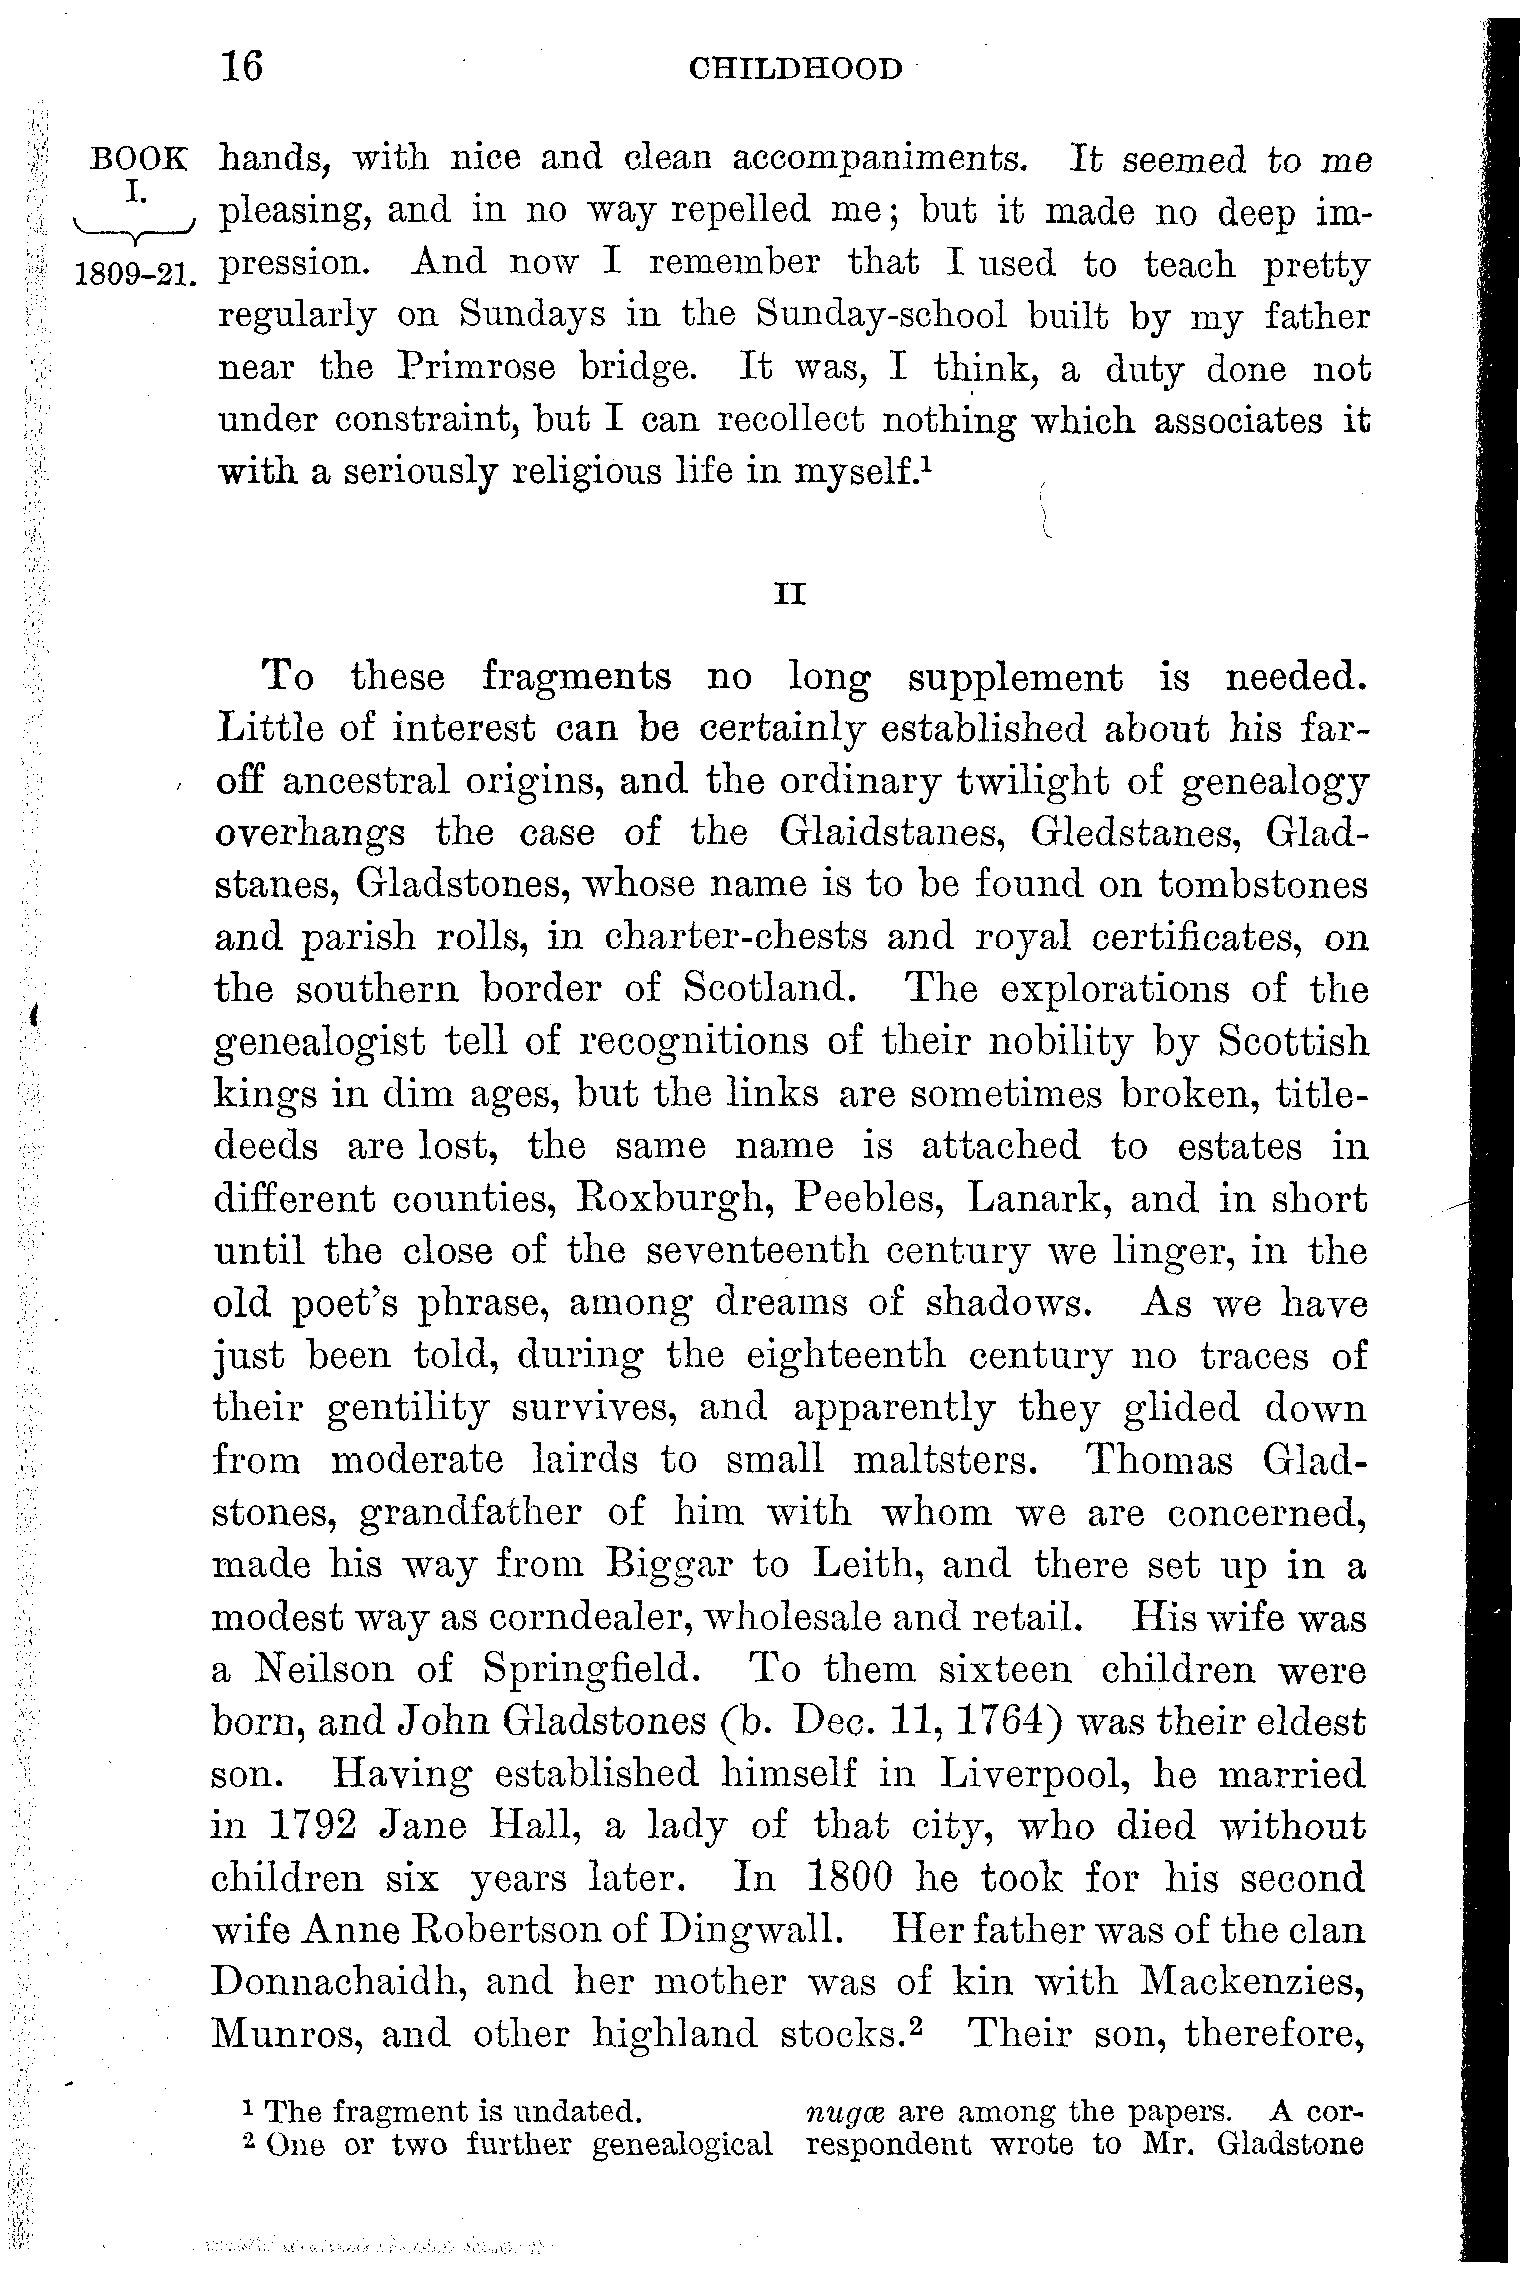 16 CHILDHOOD
BOOK
I.
1809–21.
hands, with nice and clean accompaniments. It seemed to me
pleasing, and in no way repelled me; but it made no deep im-
pression. And now I remember that I used to teach pretty
regularly on Sundays in the Sunday-school built by my father
near the Primrose bridge. It was, I think, a duty done not
under constraint, but I can recollect nothing which associates it
with a seriously religious life in myself.¹
II
To these fragments no long supplement is needed.
Little of interest can be certainly established about his far-
off ancestral origins, and the ordinary twilight of genealogy
overhangs the case of the Glaidstanes, Gledstanes, Glad-
stanes, Gladstones, whose name is to be found on tombstones
and parish rolls, in charter-chests and royal certificates, on
the southern border of Scotland. The explorations of the
genealogist tell of recognitions of their nobility by Scottish
kings in dim ages, but the links are sometimes broken, title-
deeds are lost, the same name is attached to estates in
different counties, Roxburgh, Peebles, Lanark, and in short
until the close of the seventeenth century we linger, in the
old poet's phrase, among dreams of shadows. As we have
just been told, during the eighteenth century no traces of
their gentility survives, and apparently they glided down
from moderate lairds to small maltsters. Thomas Glad-
stones, grandfather of him with whom we are concerned,
made his way from Biggar to Leith, and there set up in a
modest way as corndealer, wholesale and retail. His wife was
a Neilson of Springfield. To them sixteen children were
born, and John Gladstones (b. Dec. 11, 1764) was their eldest
son. Having established himself in Liverpool, he married
in 1792 Jane Hall, a lady of that city, who died without
children six years later. In 1800 he took for his second
wife Anne Robertson of Dingwall. Her father was of the clan
Donnachaidh, and her mother was of kin with Mackenzies,
Munros, and other highland stocks.² Their son, therefore,
¹ The fragment is undated.
² One or two further genealogical
nugæ are among the papers. A cor-
respondent wrote to Mr. Gladstone